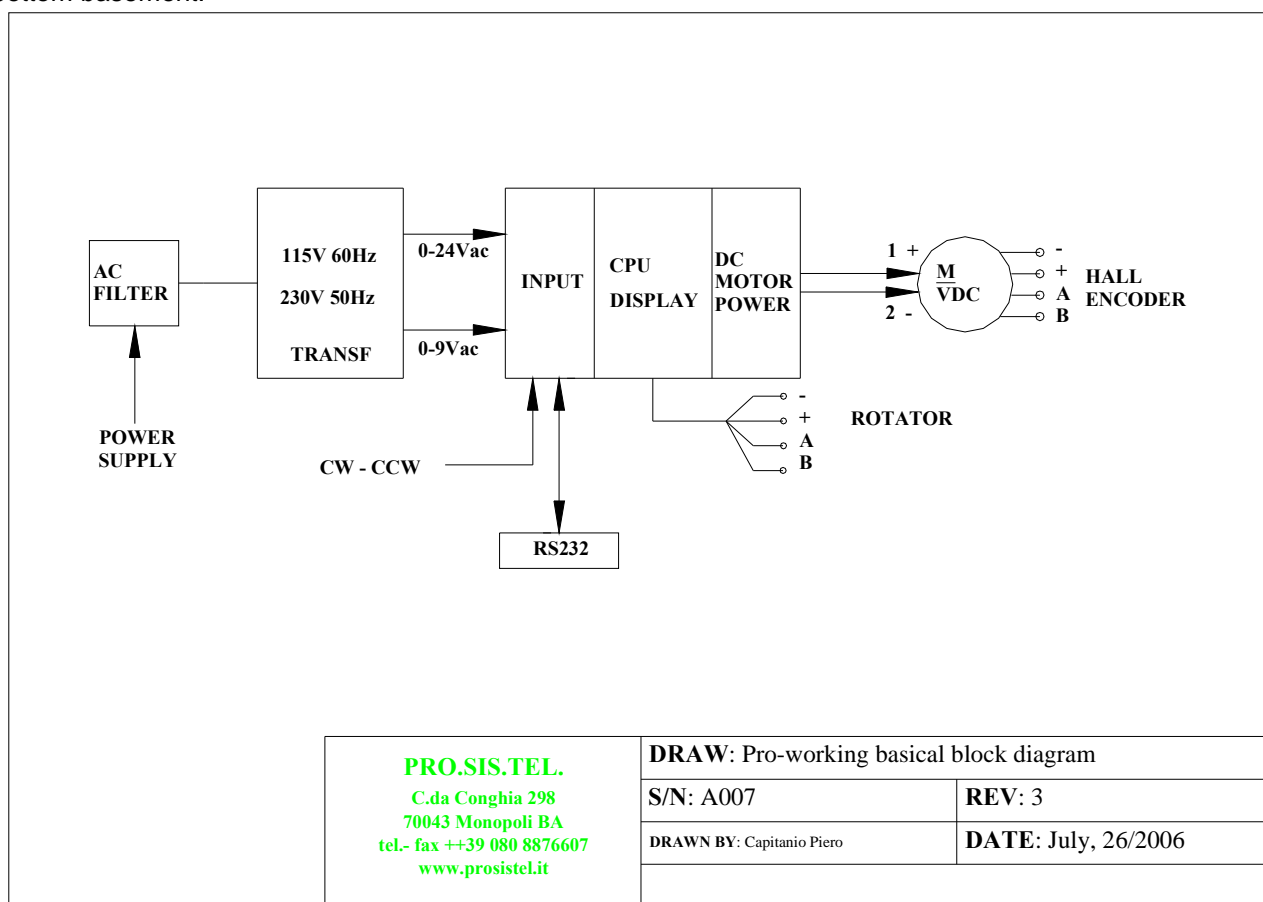 115V 60Hz
230V 50Hz
TRANSF
AC
FILTER
POWER
SUPPLY
0-24Vac
0-9Vac
INPUT
CPU
DISPLAY
DC
MOTOR
POWER
1 +
2 -
M
VDC
-
+
A
B
HALL
ENCODER
-
+
A
B
ROTATOR
CW - CCW
RS232
PRO.SIS.TEL.
C.da Conghia 298
70043 Monopoli BA
tel.- fax ++39 080 8876607
www.prosistel.it
DRAW: Pro-working basical block diagram
S/N: A007
REV: 3
DRAWN BY: Capitanio Piero
DATE: July, 26/2006